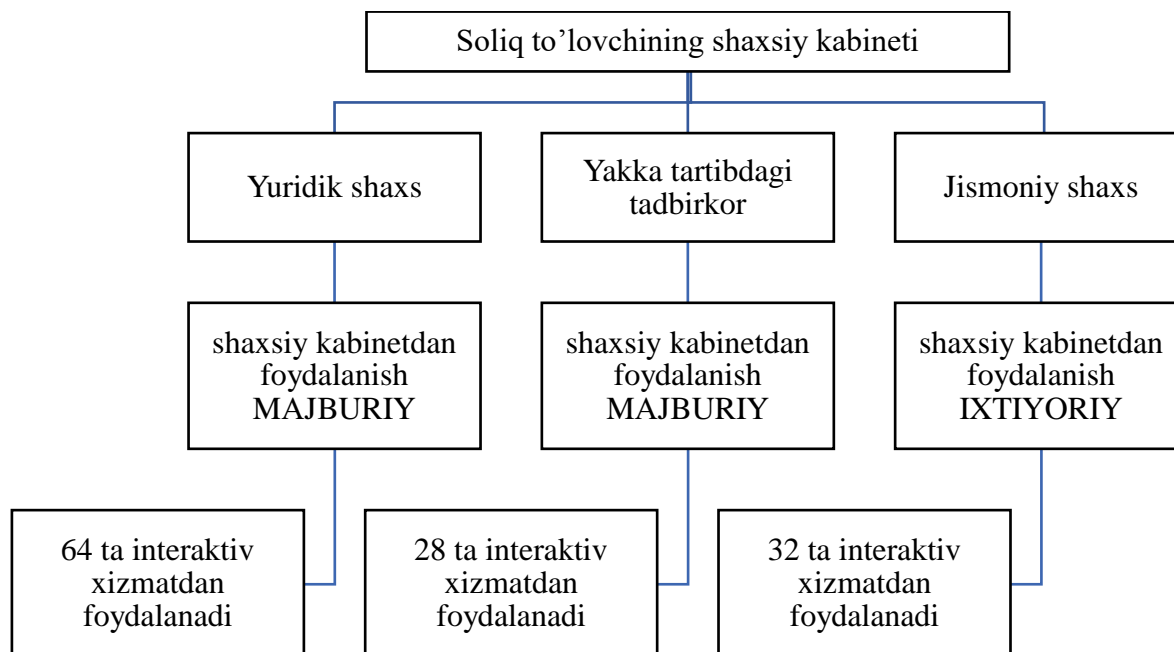 Soliq to’lovchining shaxsiy kabineti
Yuridik shaxs
Yakka tartibdagi
tadbirkor
Jismoniy shaxs
shaxsiy kabinetdan
foydalanish
MAJBURIY
shaxsiy kabinetdan
foydalanish
MAJBURIY
shaxsiy kabinetdan
foydalanish
IXTIYORIY
64 ta interaktiv
xizmatdan
foydalanadi
28 ta interaktiv
xizmatdan
foydalanadi
32 ta interaktiv
xizmatdan
foydalanadi